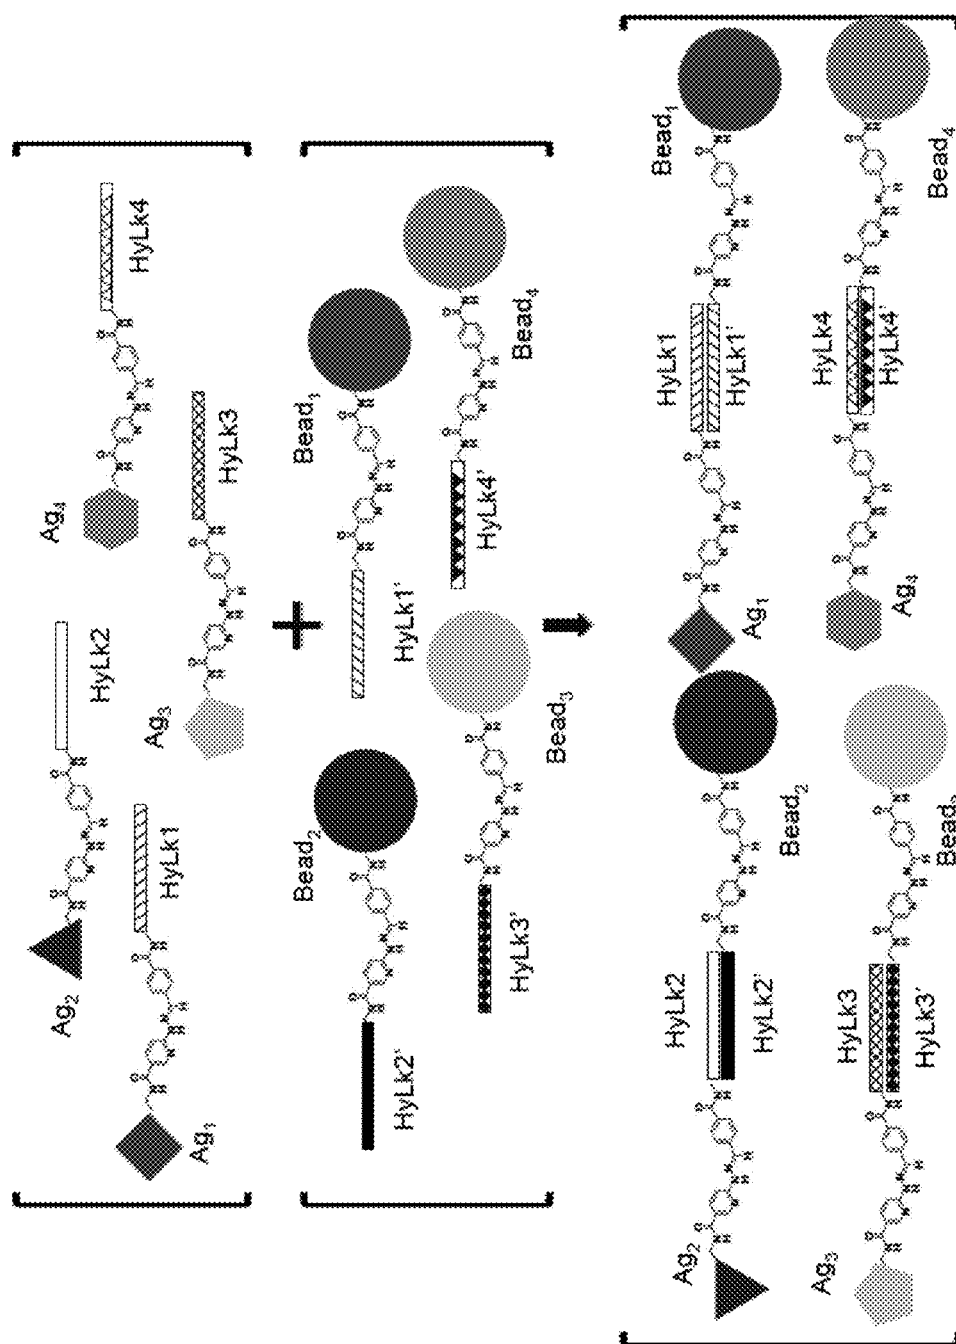 Ag₁
HyLk1
Ag₂
HyLk2
Ag₃
HyLk3
Ag₄
HyLk4
+
HyLk2'
Bead₂
HyLk1'
Bead₁
HyLk3'
Bead₃
HyLk4'
Bead₄
Ag₂
HyLk2
HyLk2'
Bead₂
Ag₁
HyLk1
HyLk1'
Bead₁
Ag₃
HyLk3
HyLk3'
Ag₄
HyLk4
HyLk4'
Bead₄